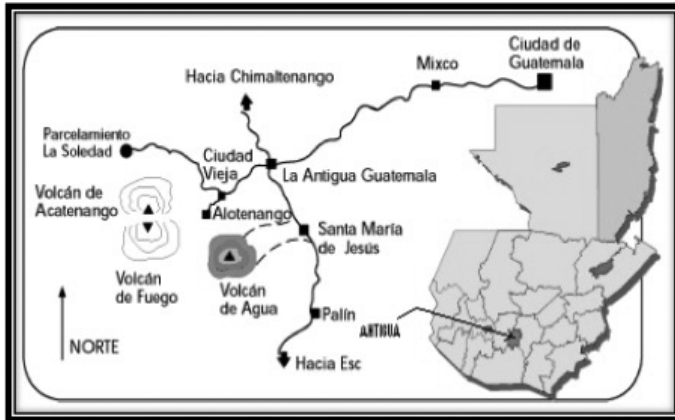 Ciudad de
Guatemala
Mixco
Hacia Chimaltenango
Parcelamiento
La Soledad
Ciudad
Vieja
La Antigua Guatemala
Volcán de
Acatenango
Alotenango
Santa María
de Jesús
Volcán
de Fuego
Volcán
de Agua
Palín
ANTIGUA
NORTE
Hacia Esc